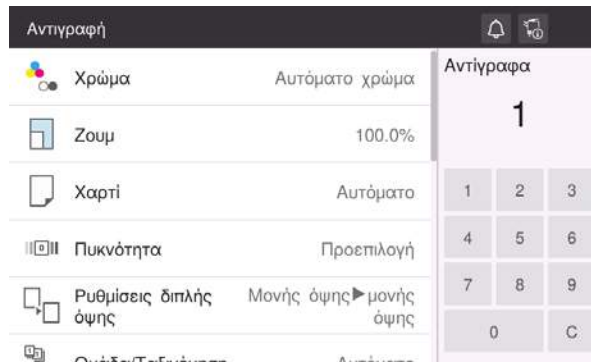 Αντιγραφή
Χρώμα Αυτόματο χρώμα
Ζουμ 100.0%
Χαρτί Αυτόματο
Πυκνότητα Προεπιλογή
Ρυθμίσεις διπλής όψης Μονής όψης▶μονής όψης
Αντίγραφα
1
1 2 3
4 5 6
7 8 9
0 C